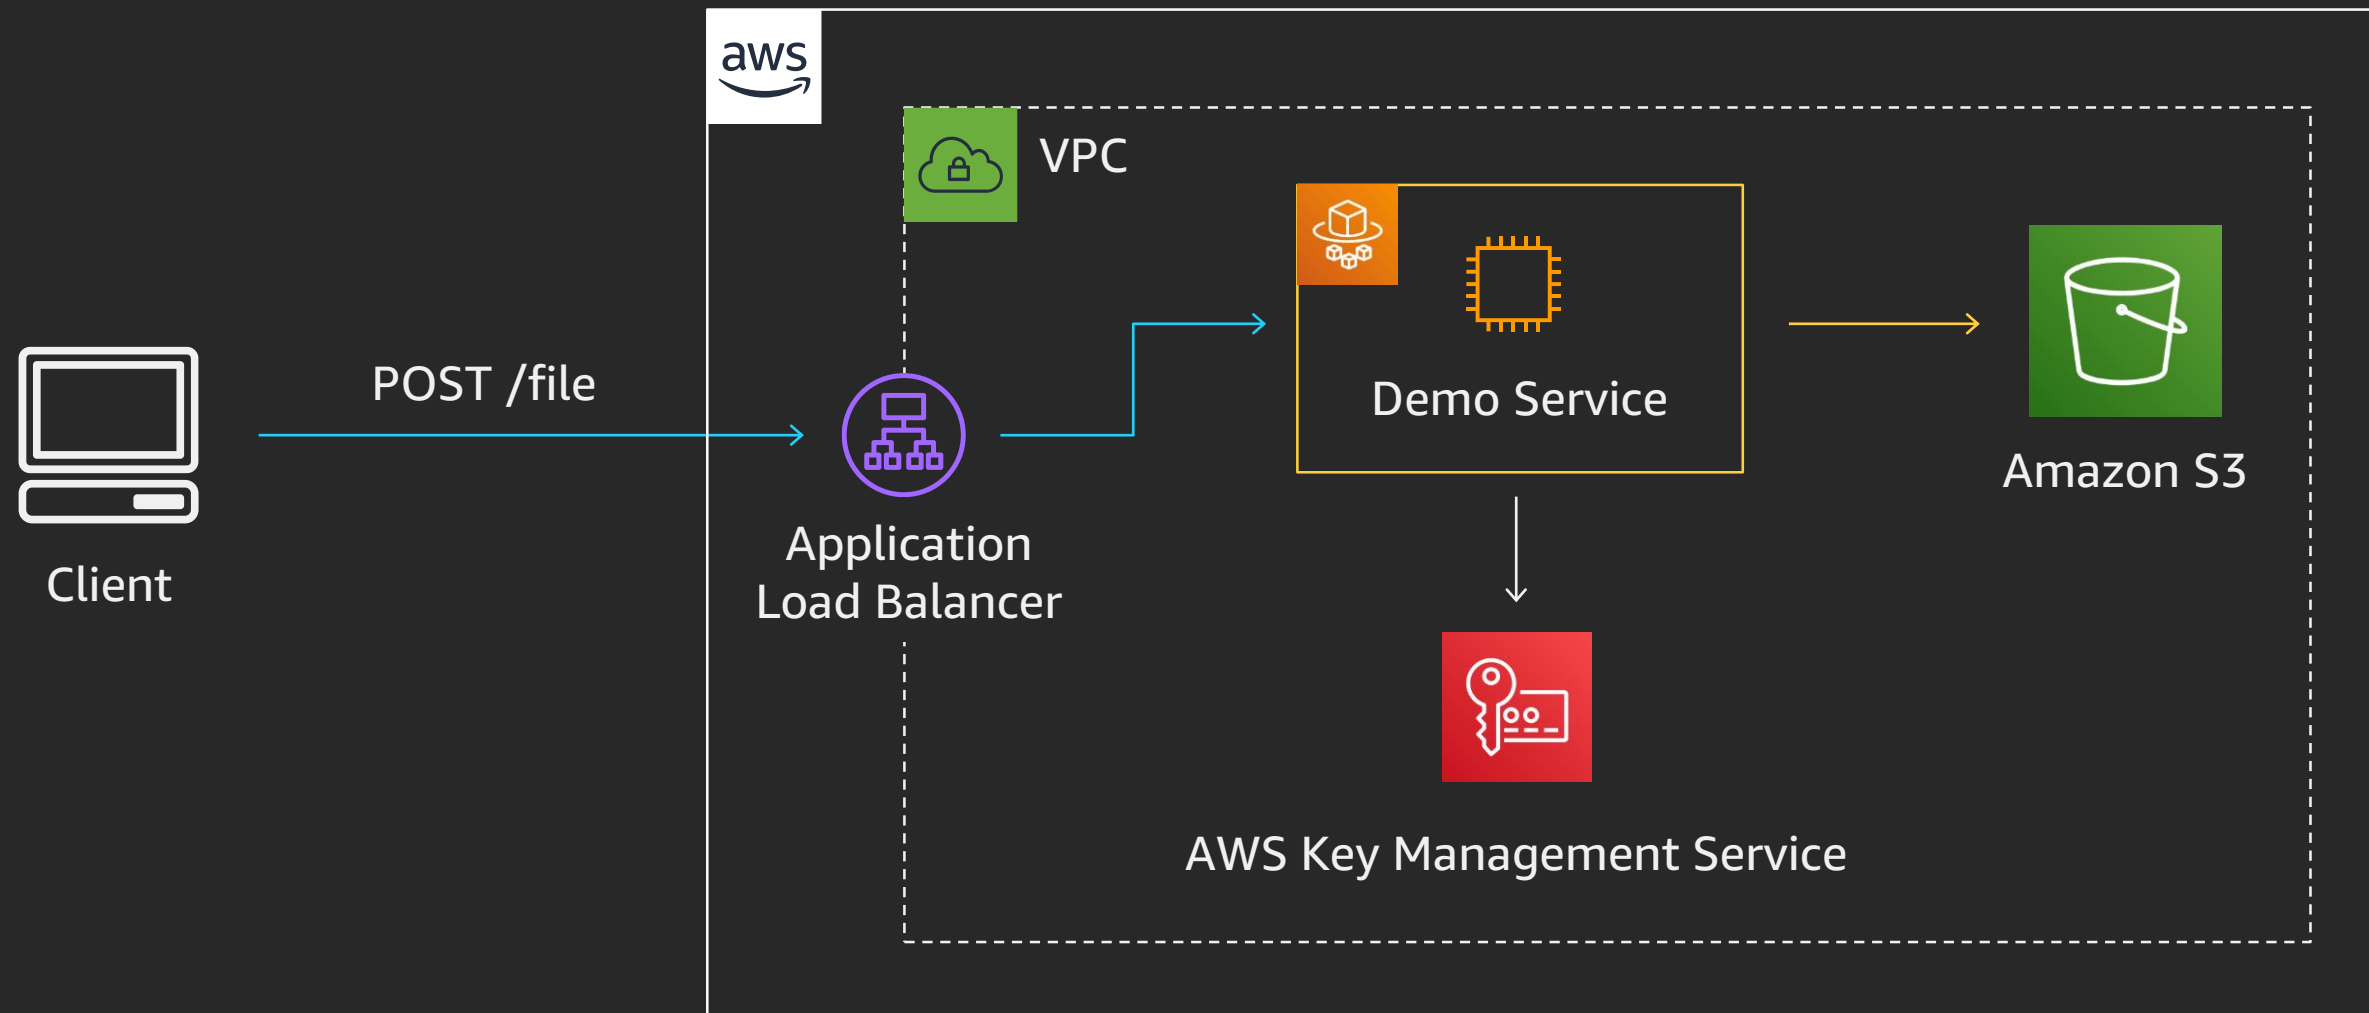 aws
VPC
POST /file
Demo Service
Amazon S3
Client
Application
Load Balancer
AWS Key Management Service